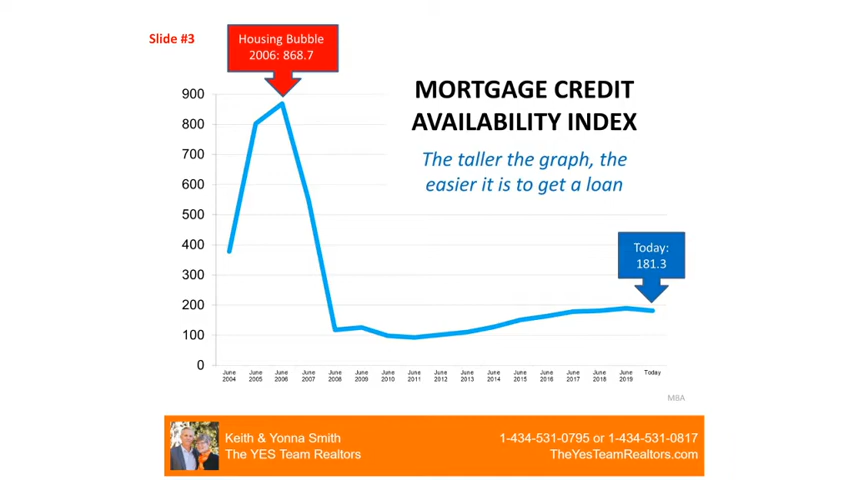 Slide #3
Housing Bubble
2006: 868.7
MORTGAGE CREDIT
AVAILABILITY INDEX
The taller the graph, the
easier it is to get a loan
900
800
700
600
500
400
300
200
100
0
Today:
181.3
June 2004
June 2005
June 2006
June 2007
June 2008
June 2009
June 2010
June 2011
June 2012
June 2013
June 2014
June 2015
June 2016
June 2017
June 2018
June 2019
Today
MBA
Keith & Yonna Smith
The YES Team Realtors
1-434-531-0795 or 1-434-531-0817
TheYesTeamRealtors.com